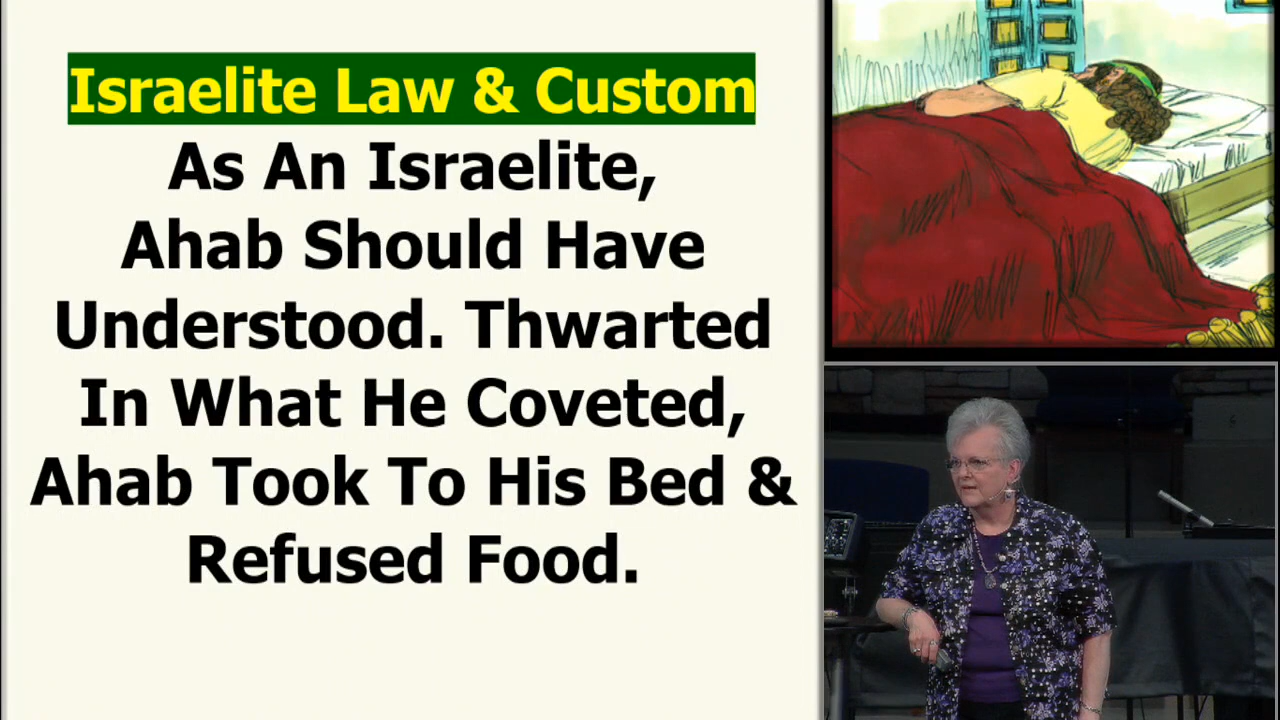 Israelite Law & Custom
As An Israelite,
Ahab Should Have
Understood. Thwarted
In What He Coveted,
Ahab Took To His Bed &
Refused Food.